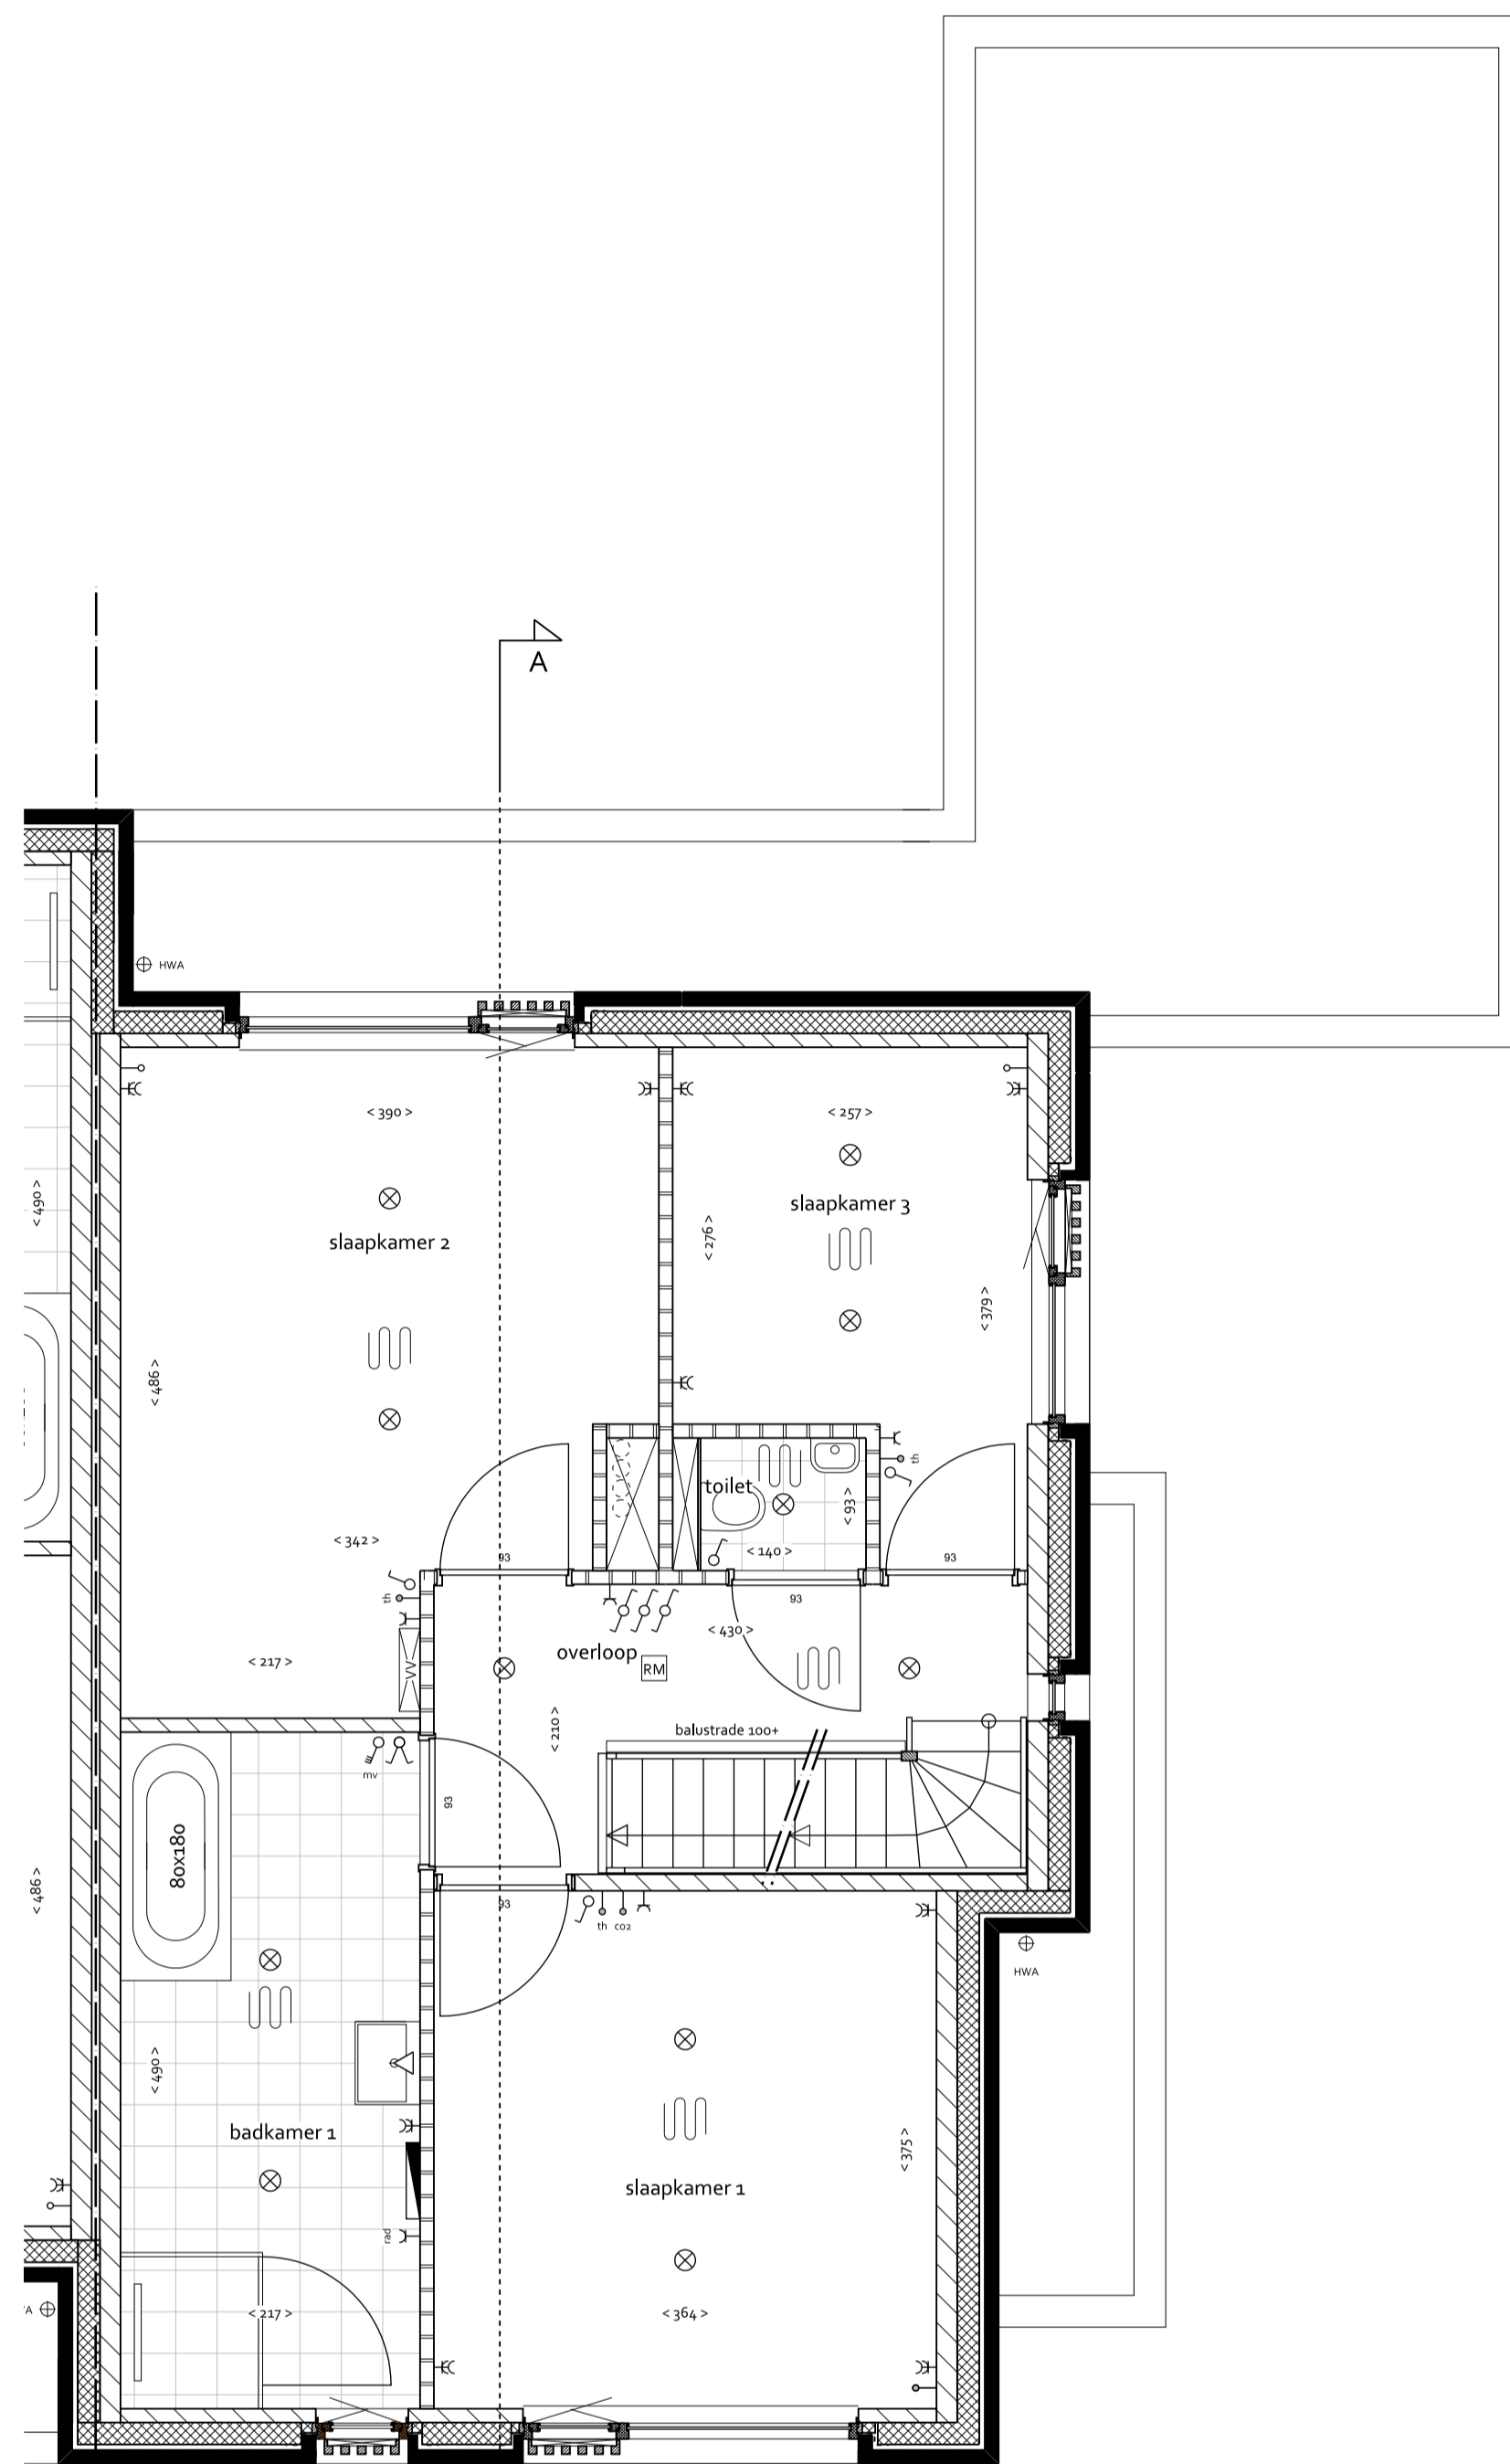 A
HWA
< 390 >
< 257 >
< 490 >
slaapkamer 3
slaapkamer 2
< 276 >
< 379 >
< 486 >
th
toilet
< 93 >
< 342 >
< 140 >
93
93
th
93
< 430 >
overloop
RM
< 217 >
W
< 210 >
balustrade 100+
mv
93
80x180
< 486 >
93
th
co2
HWA
< 490 >
badkamer 1
< 375 >
slaapkamer 1
rad
< 217 >
< 364 >